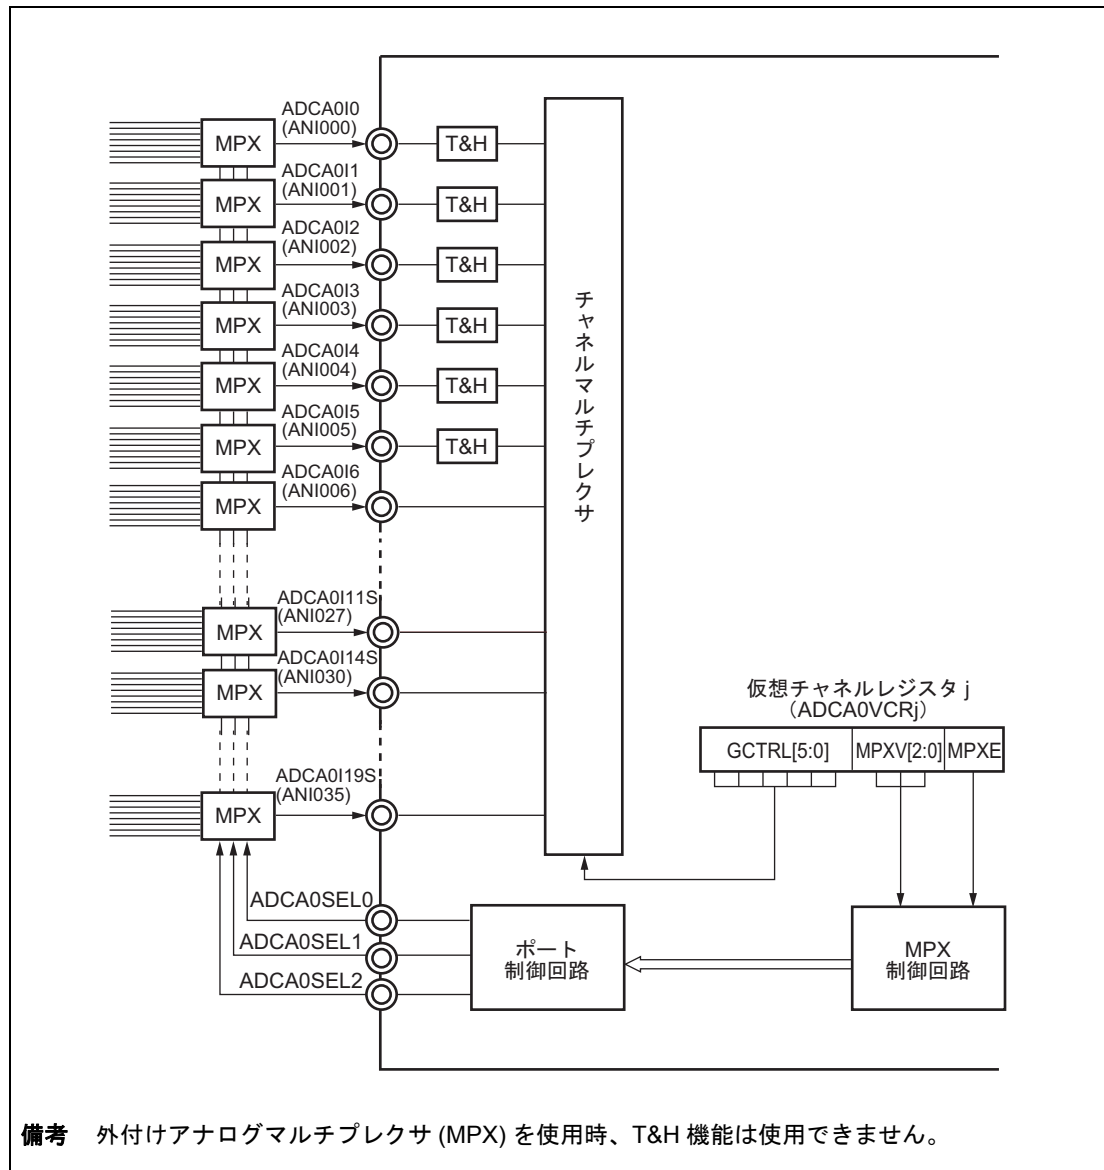 ADCA0I0
(ANI000)
MPX
T&H
ADCA0I1
(ANI001)
MPX
T&H
ADCA0I2
(ANI002)
MPX
T&H
ADCA0I3
(ANI003)
MPX
T&H
ADCA0I4
(ANI004)
MPX
T&H
ADCA0I5
(ANI005)
MPX
T&H
ADCA0I6
(ANI006)
MPX
チャネルマルチプレクサ
ADCA0I11S
(ANI027)
MPX
ADCA0I14S
(ANI030)
MPX
ADCA0I19S
(ANI035)
MPX
仮想チャネルレジスタ j
(ADCA0VCRj)
GCTRL[5:0] MPXV[2:0] MPXE
ADCA0SEL0
ADCA0SEL1
ADCA0SEL2
ポート
制御回路
MPX
制御回路
備考 外付けアナログマルチプレクサ (MPX) を使用時、T&H 機能は使用できません。